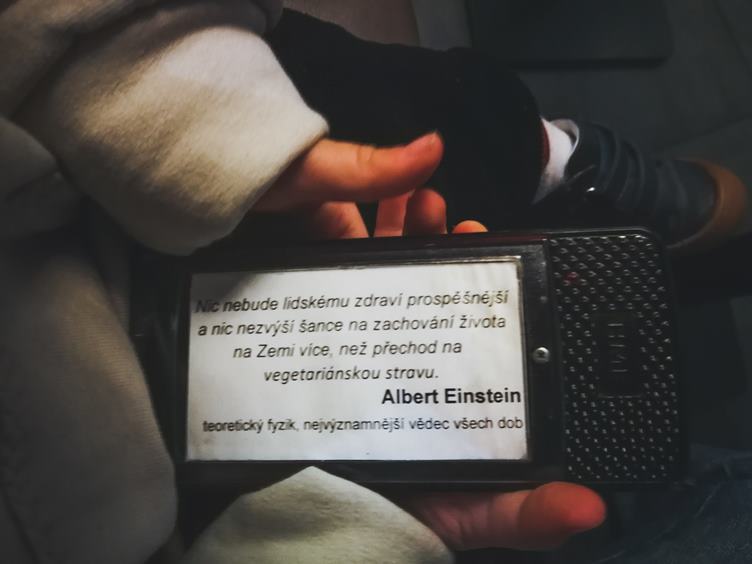 Nic nebude lidskému zdraví prospěšnější
a nic nezvýší šance na zachování života
na Zemi více, než přechod na
vegetariánskou stravu.
Albert Einstein
teoretický fyzik, nejvýznamnější vědec všech dob